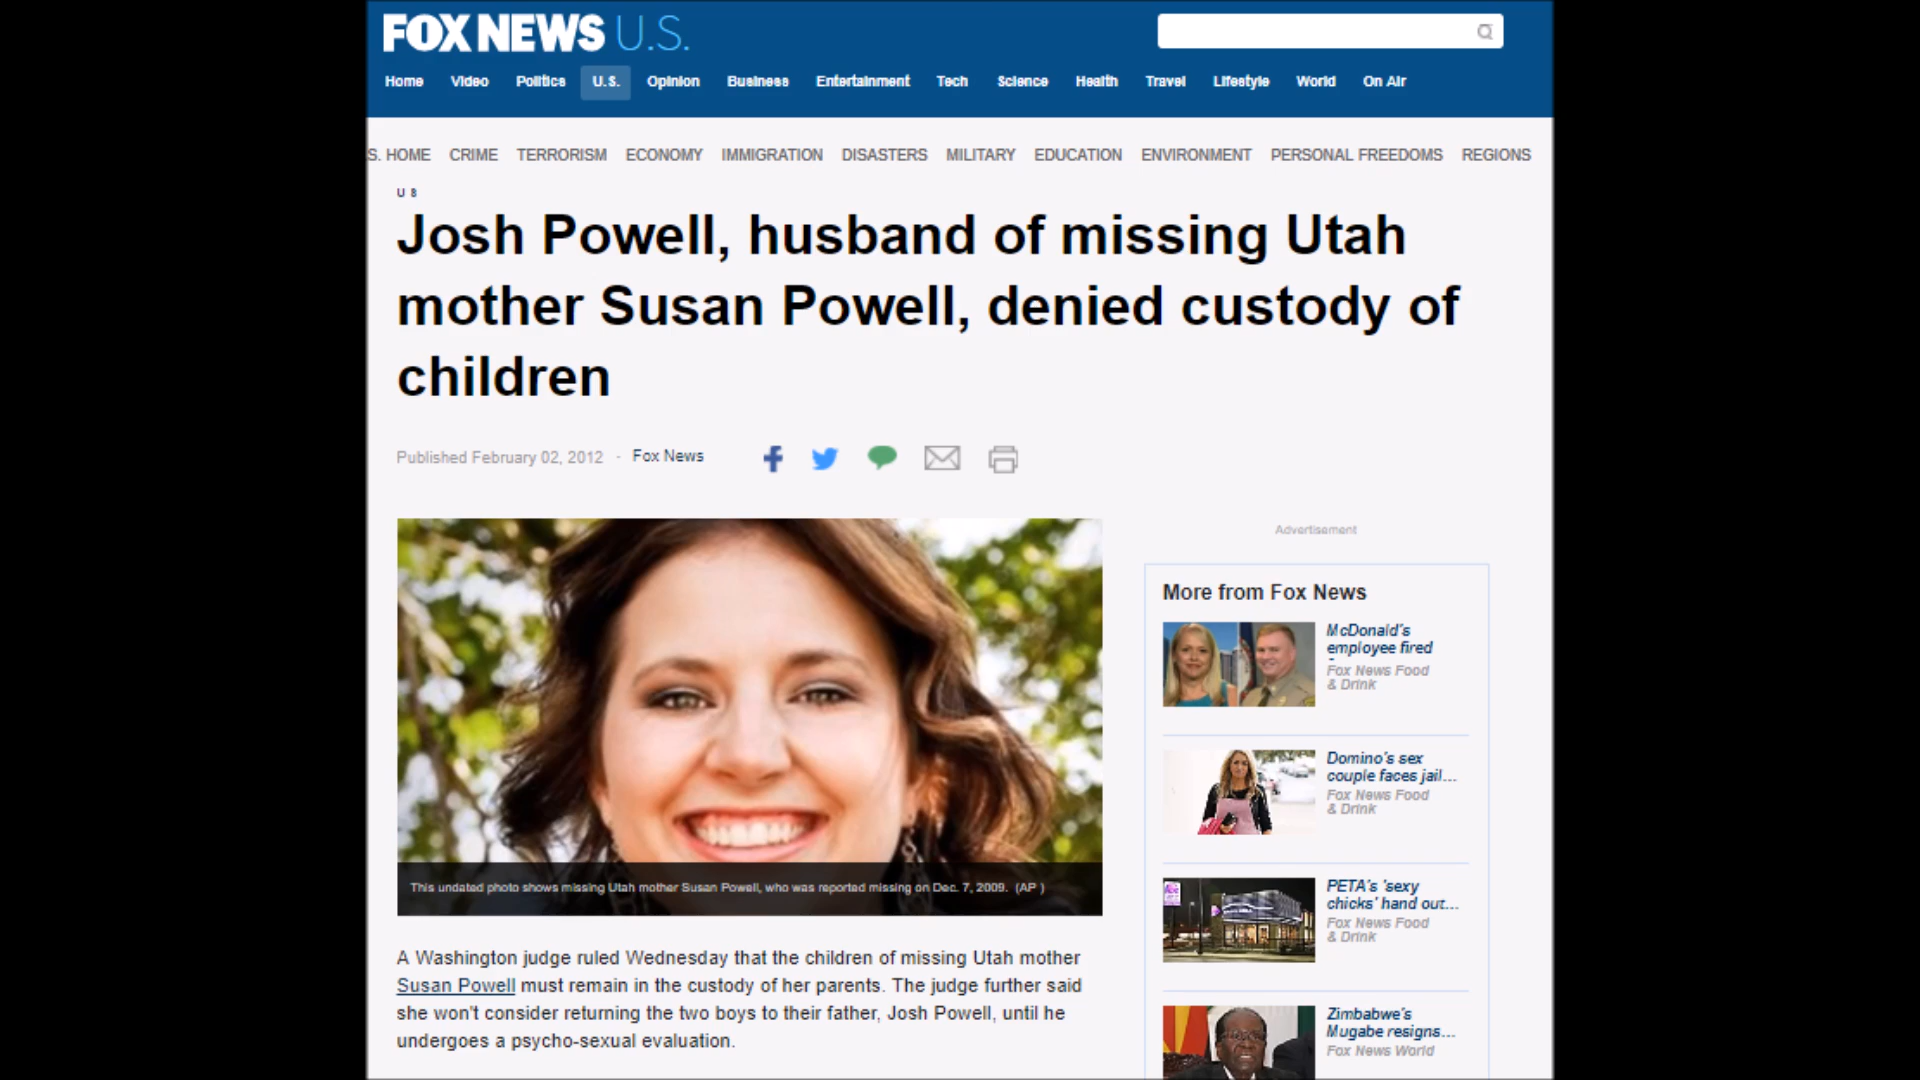 FOX NEWS U.S.
Home Video Politics U.S. Opinion Business Entertainment Tech Science Health Travel Lifestyle World On Air
S. HOME CRIME TERRORISM ECONOMY IMMIGRATION DISASTERS MILITARY EDUCATION ENVIRONMENT PERSONAL FREEDOMS REGIONS
U S
Josh Powell, husband of missing Utah
mother Susan Powell, denied custody of
children
Published February 02, 2012 · Fox News
This undated photo shows missing Utah mother Susan Powell, who was reported missing on Dec. 7, 2009. (AP )
A Washington judge ruled Wednesday that the children of missing Utah mother
Susan Powell must remain in the custody of her parents. The judge further said
she won't consider returning the two boys to their father, Josh Powell, until he
undergoes a psycho-sexual evaluation.
Advertisement
More from Fox News
McDonald's
employee fired
Fox News Food
& Drink
Domino's sex
couple faces jail...
Fox News Food
& Drink
PETA's 'sexy
chicks' hand out...
Fox News Food
& Drink
Zimbabwe's
Mugabe resigns...
Fox News World